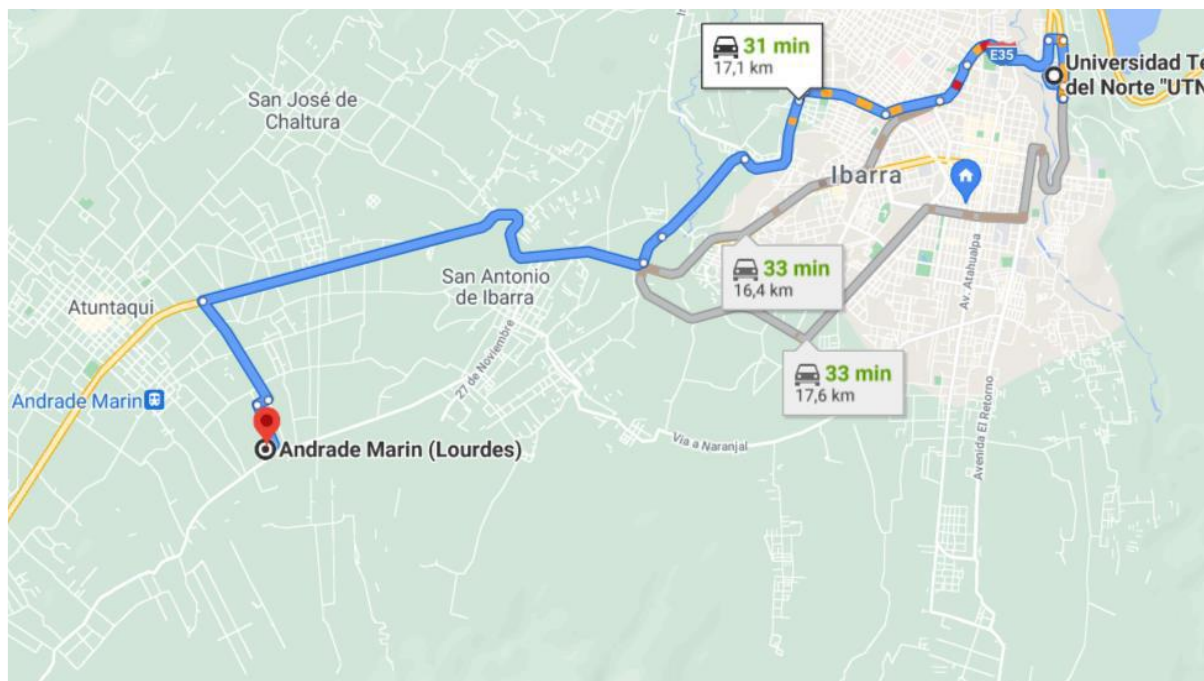 31 min
17,1 km
E35
Universidad Té
del Norte "UTN
San José de
Chaltura
Ibarra
33 min
16,4 km
San Antonio
de Ibarra
Atuntaqui
Av. Atahualpa
27 de Noviembre
33 min
17,6 km
Andrade Marin
Andrade Marin (Lourdes)
Via a Naranjal
Avenida El Retorno